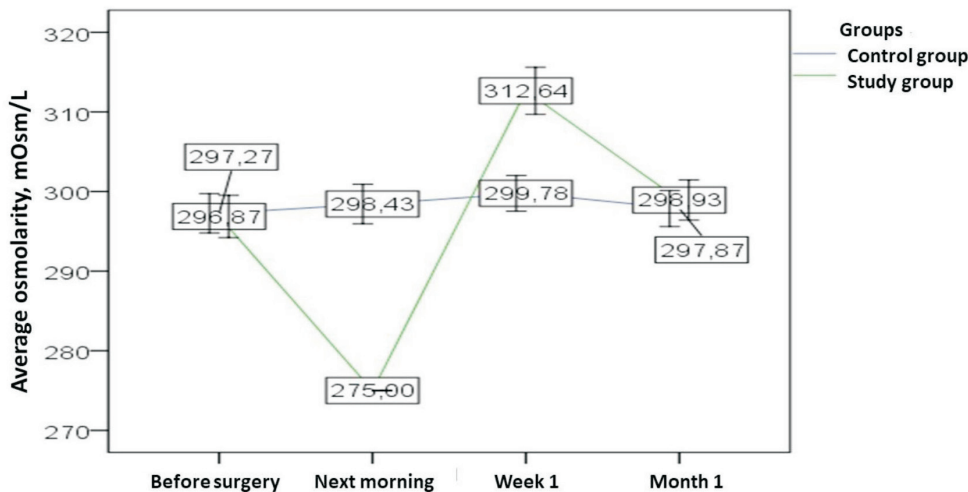 Average osmolarity, mOsm/L
320
310
300
290
280
270
297,27
296,87
298,43
275,00
312,64
299,78
298,93
297,87
Before surgery
Next morning
Week 1
Month 1
Groups
Control group
Study group